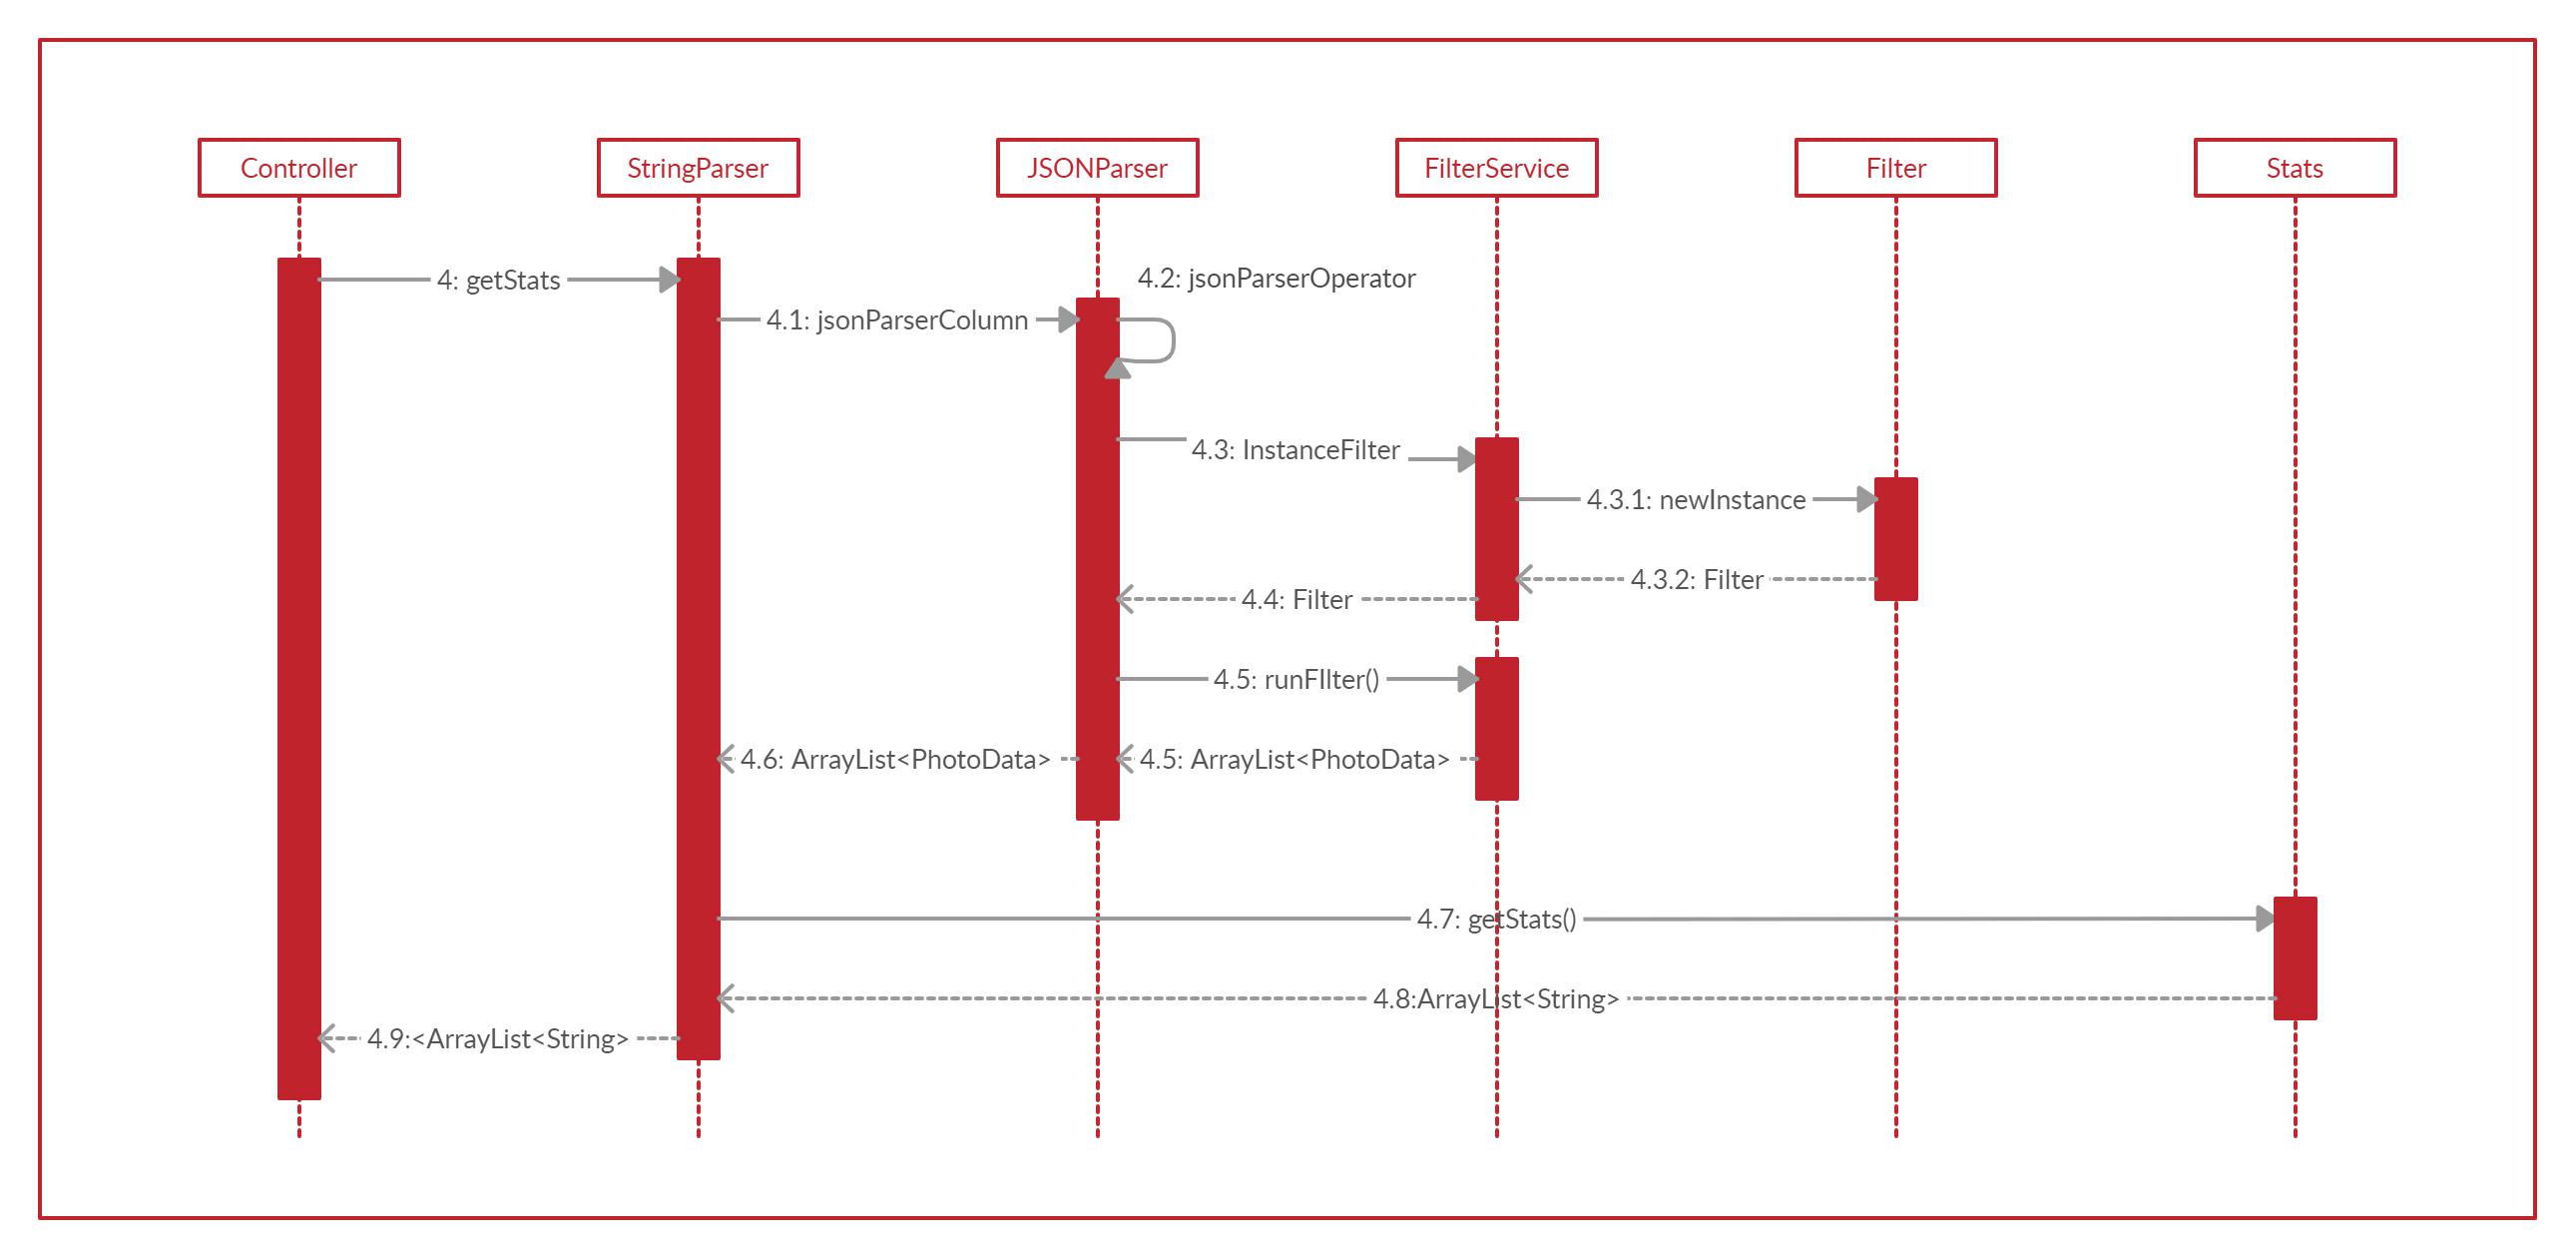 Controller
StringParser
JSONParser
FilterService
Filter
Stats
4: getStats
4.2: jsonParserOperator
4.1: jsonParserColumn
4.3: InstanceFilter
4.3.1: newInstance
4.3.2: Filter
4.4: Filter
4.5: runFIlter()
4.6: ArrayList<PhotoData>
4.5: ArrayList<PhotoData>
4.7: getStats()
4.8:ArrayList<String>
4.9:<ArrayList<String>